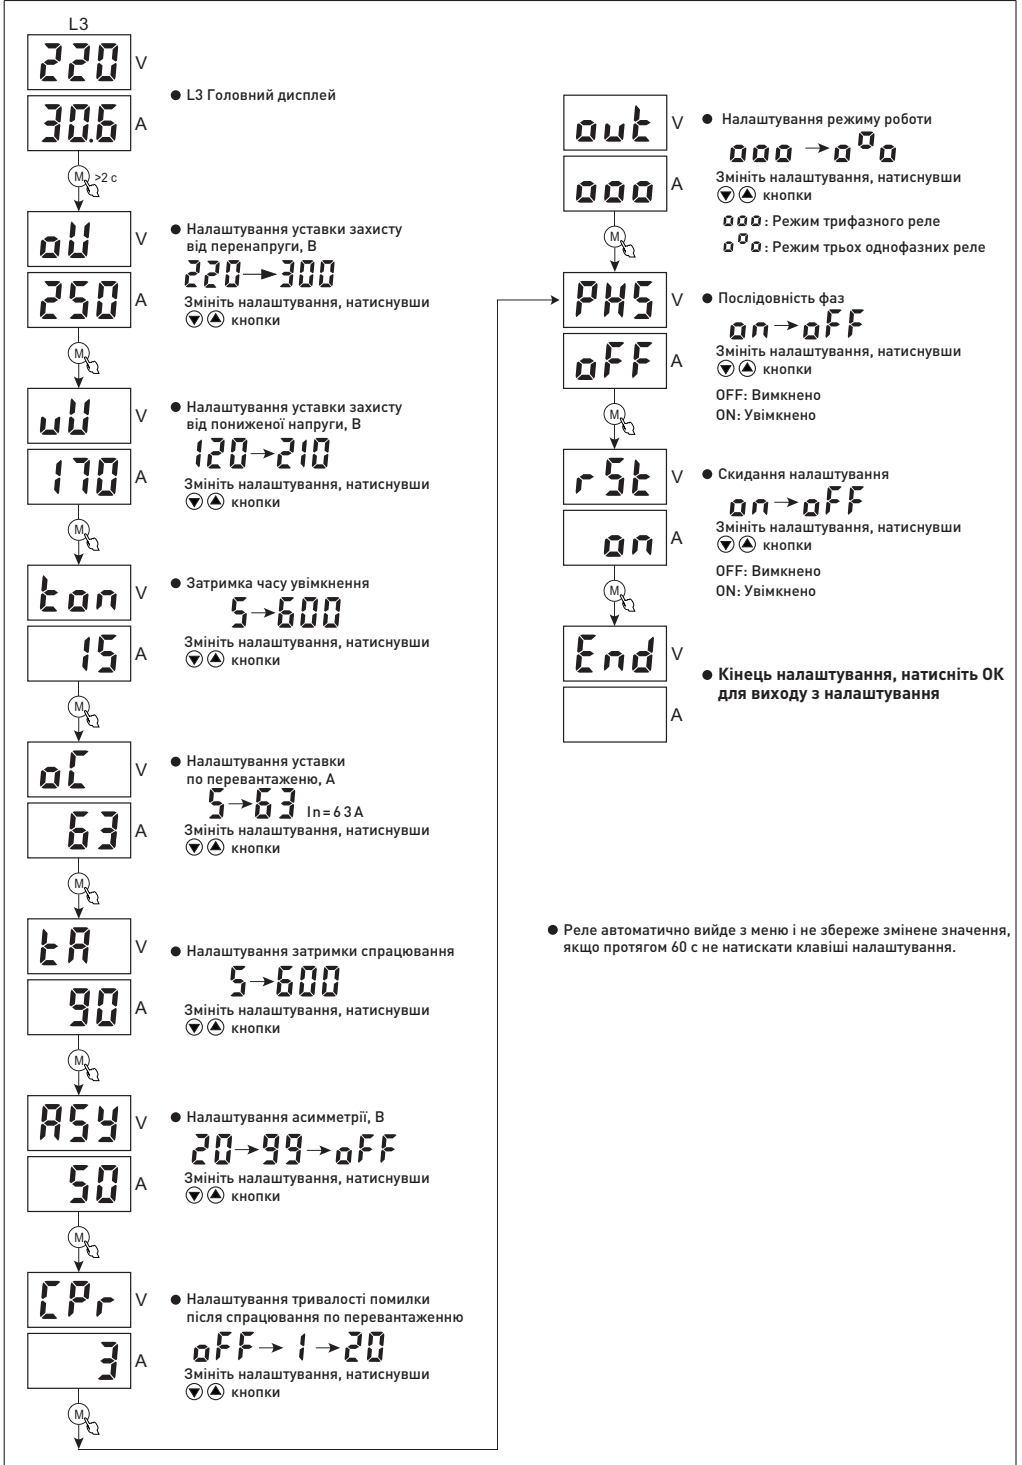 L3
220 V
● L3 Головний дисплей
30.6 A
M >2 с
oU V
● Налаштування уставки захисту
від перенапруги, В
220→300
250 A
Змініть налаштування, натиснувши
▼ ▲ кнопки
M
uU V
● Налаштування уставки захисту
від пониженої напруги, В
120→210
170 A
Змініть налаштування, натиснувши
▼ ▲ кнопки
M
ton V
● Затримка часу увімкнення
5→600
15 A
Змініть налаштування, натиснувши
▼ ▲ кнопки
M
oC V
● Налаштування уставки
по перевантаженю, А
5→63 In=63A
63 A
Змініть налаштування, натиснувши
▼ ▲ кнопки
M
tA V
● Налаштування затримки спрацювання
5→600
90 A
Змініть налаштування, натиснувши
▼ ▲ кнопки
M
ASY V
● Налаштування асимметрії, В
20→99→oFF
50 A
Змініть налаштування, натиснувши
▼ ▲ кнопки
M
CPr V
● Налаштування тривалості помилки
після спрацювання по перевантаженню
oFF→1→20
3 A
Змініть налаштування, натиснувши
▼ ▲ кнопки
M
out V
● Налаштування режиму роботи
ooo→oºo
ooo A
Змініть налаштування, натиснувши
▼ ▲ кнопки
ooo: Режим трифазного реле
oºo: Режим трьох однофазних реле
M
PHS V
● Послідовність фаз
on→oFF
oFF A
Змініть налаштування, натиснувши
▼ ▲ кнопки
OFF: Вимкнено
ON: Увімкнено
M
rSt V
● Скидання налаштування
on→oFF
on A
Змініть налаштування, натиснувши
▼ ▲ кнопки
OFF: Вимкнено
ON: Увімкнено
M
End V
A
● Кінець налаштування, натисніть ОК
для виходу з налаштування
● Реле автоматично вийде з меню і не збереже змінене значення,
якщо протягом 60 с не натискати клавіші налаштування.